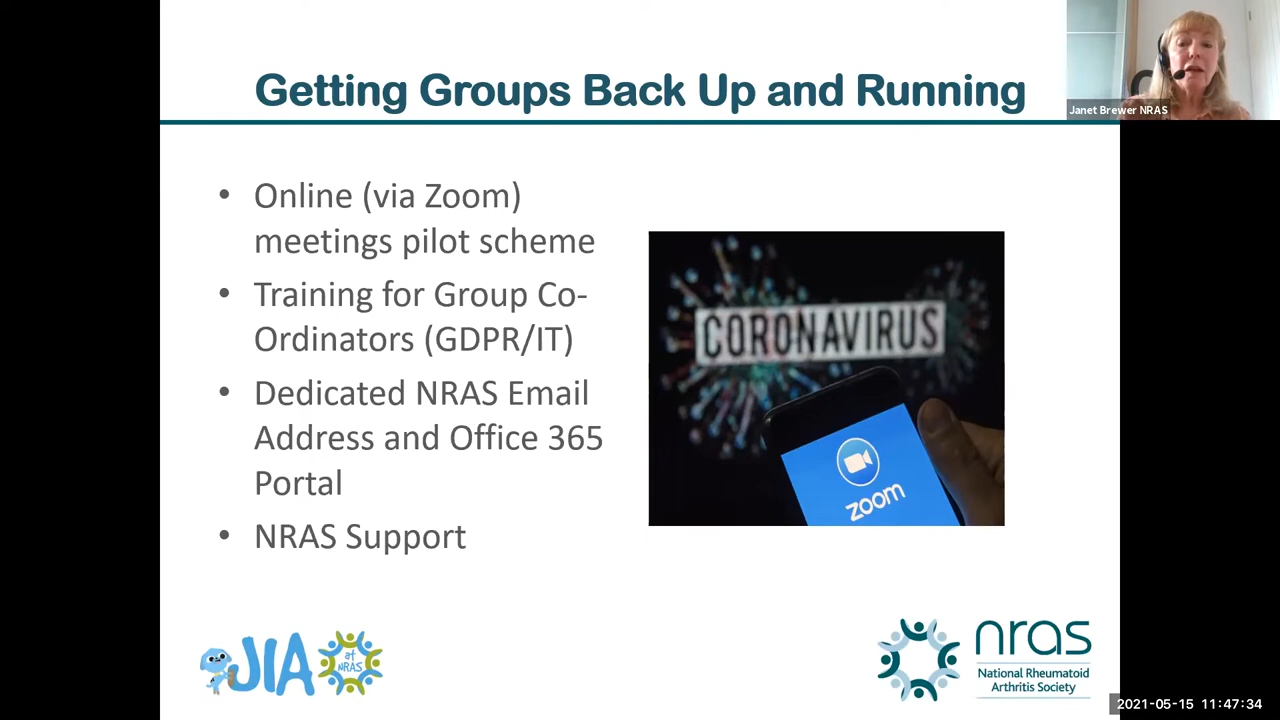 Getting Groups Back Up and Running
Janet Brewer NRAS
• Online (via Zoom)
meetings pilot scheme
• Training for Group Co-
Ordinators (GDPR/IT)
• Dedicated NRAS Email
Address and Office 365
Portal
• NRAS Support
CORONAVIRUS
zoom
JIA
at
NRAS
nras
National Rheumatoid
Arthritis Society
2021-05-15 11:47:34